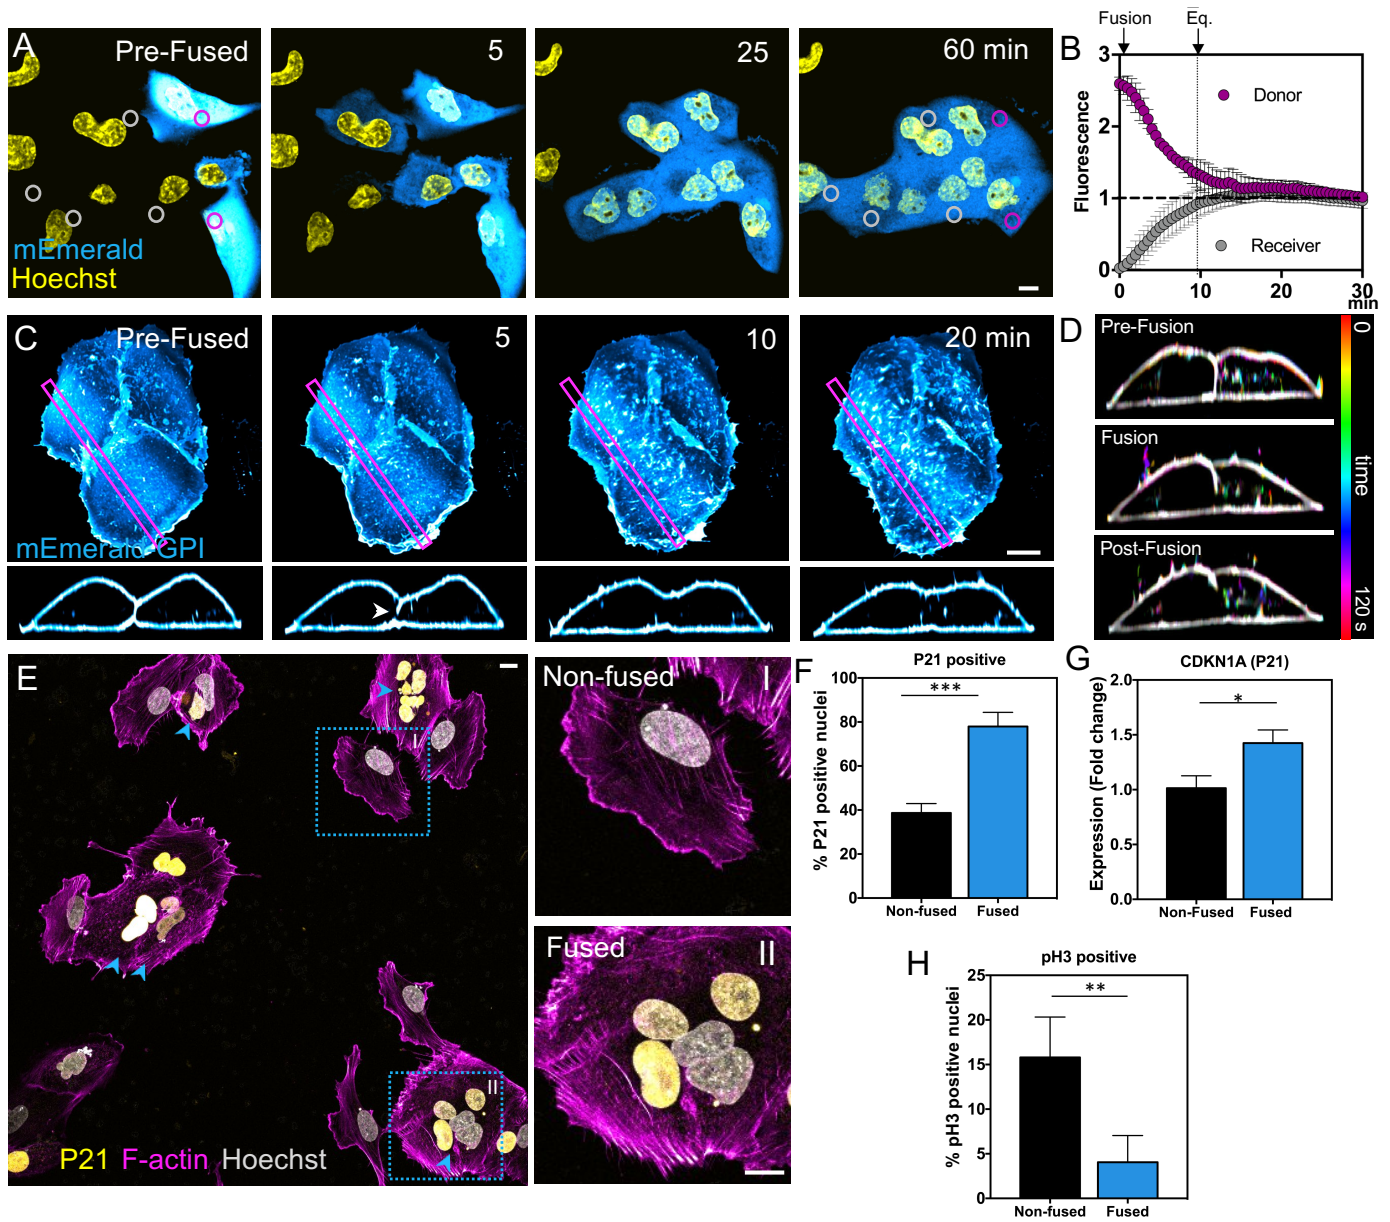 A
Pre-Fused
5
25
60 min
mEmerald
Hoechst
B
Fusion
Eq.
3
2
1
0
Fluorescence
Donor
Receiver
0
10
20
30
min
C
Pre-Fused
5
10
20 min
mEmerald-GPI
D
Pre-Fusion
Fusion
Post-Fusion
0
time
120 s
E
I
II
P21 F-actin Hoechst
Non-fused
I
Fused
II
F
P21 positive
***
100
80
60
40
20
0
% P21 positive nuclei
Non-fused
Fused
G
CDKN1A (P21)
*
2.0
1.5
1.0
0.5
0.0
Expression (Fold change)
Non-fused
Fused
H
pH3 positive
**
25
20
15
10
5
0
% pH3 positive nuclei
Non-fused
Fused